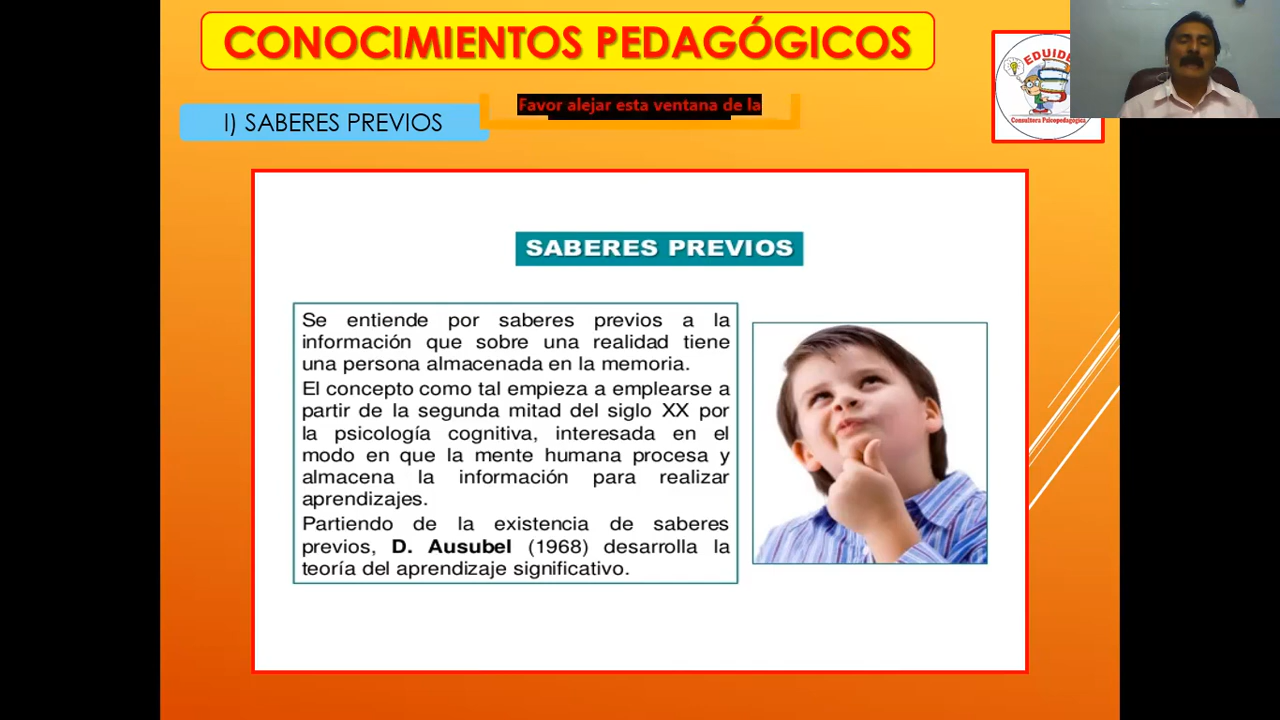 CONOCIMIENTOS PEDAGÓGICOS
I) SABERES PREVIOS
Favor alejar esta ventana de la
Consultora Psicopedagógica
SABERES PREVIOS
Se entiende por saberes previos a la
información que sobre una realidad tiene
una persona almacenada en la memoria.
El concepto como tal empieza a emplearse a
partir de la segunda mitad del siglo XX por
la psicología cognitiva, interesada en el
modo en que la mente humana procesa y
almacena la información para realizar
aprendizajes.
Partiendo de la existencia de saberes
previos, D. Ausubel (1968) desarrolla la
teoría del aprendizaje significativo.